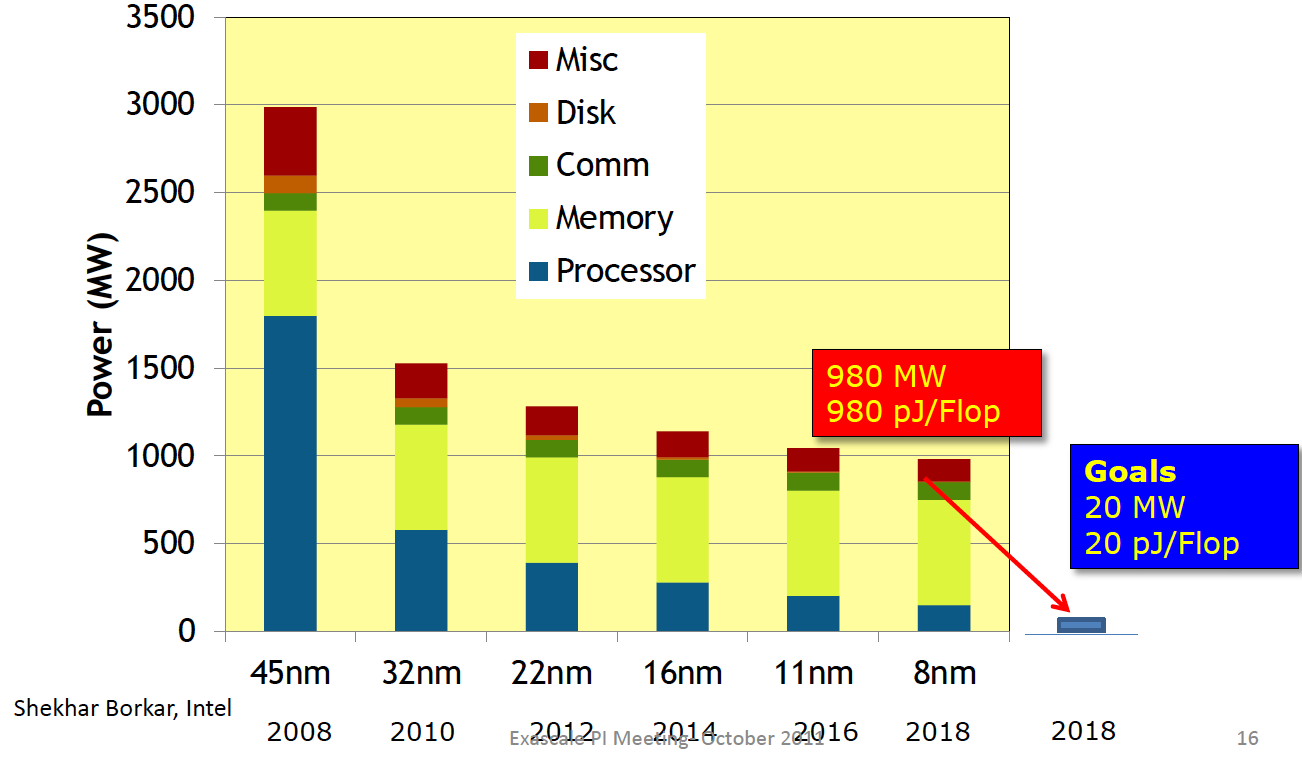 3500
3000
2500
2000
1500
1000
500
0
Power (MW)
Misc
Disk
Comm
Memory
Processor
980 MW
980 pJ/Flop
Goals
20 MW
20 pJ/Flop
45nm 32nm 22nm 16nm 11nm 8nm
Shekhar Borkar, Intel
2008 2010 2012 2014 2016 2018 2018
Exascale PI Meeting- October 2011
16